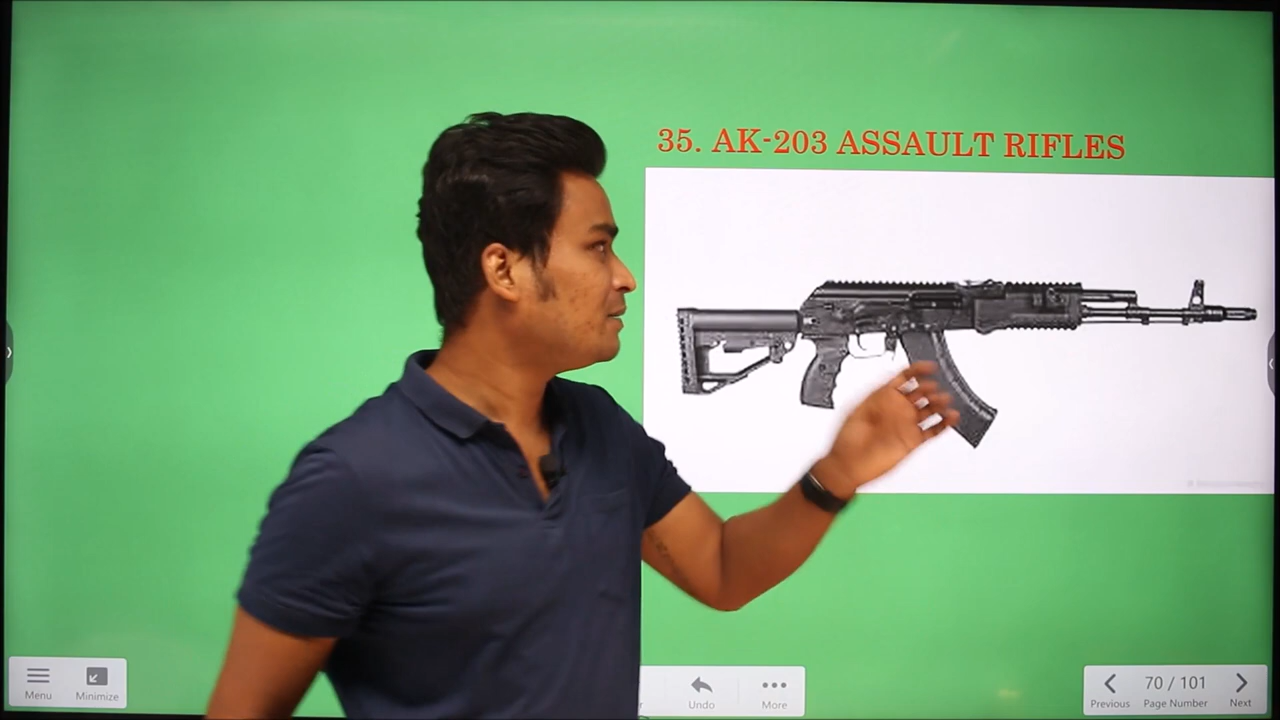 35. AK-203 ASSAULT RIFLES
Menu
Minimize
Undo
More
Previous
70 / 101
Page Number
Next